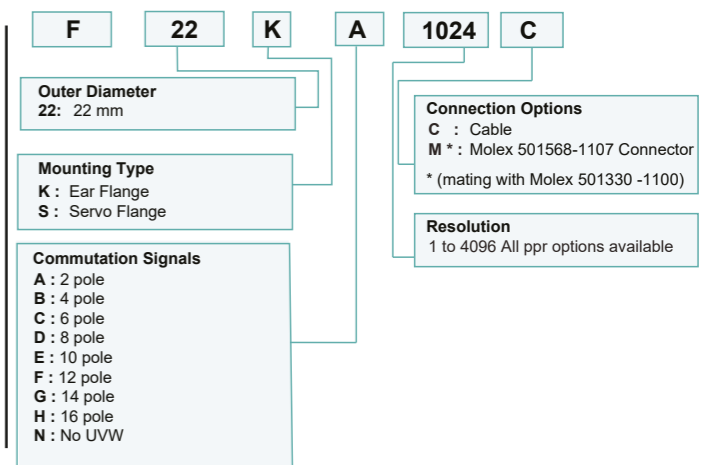 F 22 K A 1024 C
Outer Diameter
22: 22 mm
Mounting Type
K : Ear Flange
S : Servo Flange
Commutation Signals
A : 2 pole
B : 4 pole
C : 6 pole
D : 8 pole
E : 10 pole
F : 12 pole
G : 14 pole
H : 16 pole
N : No UVW
Connection Options
C : Cable
M * : Molex 501568-1107 Connector
* (mating with Molex 501330 -1100)
Resolution
1 to 4096 All ppr options available